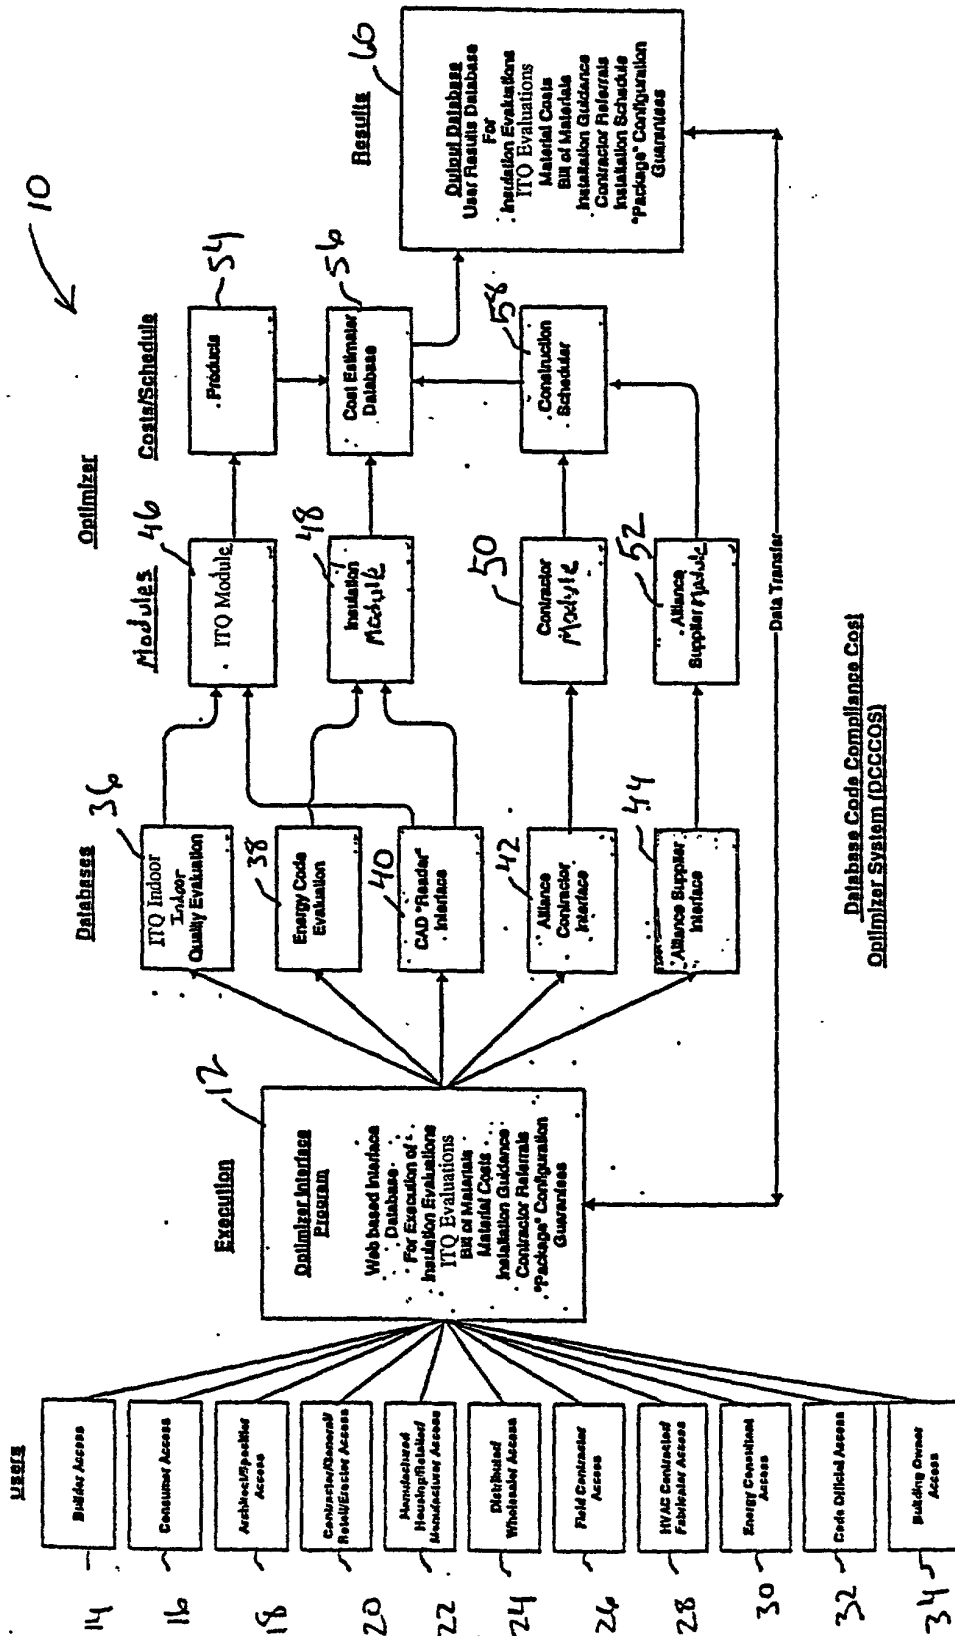 10
Users
Execution
Databases
Modules
Optimizer
Costs/Schedule
Results
14
Builder Access
16
Consumer Access
18
Architect/Specifier
Access
20
Contractor/General/
Retail/Erector Access
22
Manufactured
Housing/Retailer/
Manufacturer Access
24
Distributed
Wholesaler Access
26
Field Contractor
Access
28
HVAC Contracted/
Fabricator Access
30
Energy Consultant
Access
32
Code Official Access
34
Building Owner
Access
12
Optimizer Interface
Program
Web based Interface
Database
For Execution of
Insulation Evaluations
ITQ Evaluations
Bill of Materials
Material Costs
Installation Guidance
Contractor Referrals
"Package" Configuration
Guarantees
36
ITQ Indoor
Indoor
Quality Evaluation
38
Energy Code
Evaluation
40
CAD "Reader"
Interface
42
Alliance
Contractor
Interface
44
Alliance Supplier
Interface
46
ITQ Module
48
Insulation
Module
50
Contractor
Module
52
Alliance
Supplier Module
54
Products
56
Cost Estimater
Database
58
Construction
Scheduler
60
Output Database
User Results Database
For
Insulation Evaluations
ITQ Evaluations
Material Costs
Bill of Materials
Installation Guidance
Contractor Referrals
Installation Schedule
"Package" Configuration
Guarantees
Data Transfer
Database Code Compliance Cost
Optimizer System (DCCCOS)